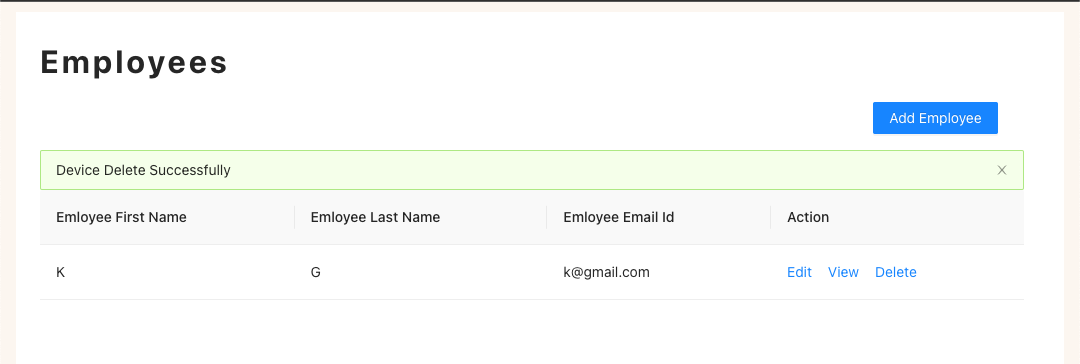 Employees
Add Employee
Device Delete Successfully
Emloyee First Name Emloyee Last Name Emloyee Email Id Action
K G k@gmail.com Edit View Delete